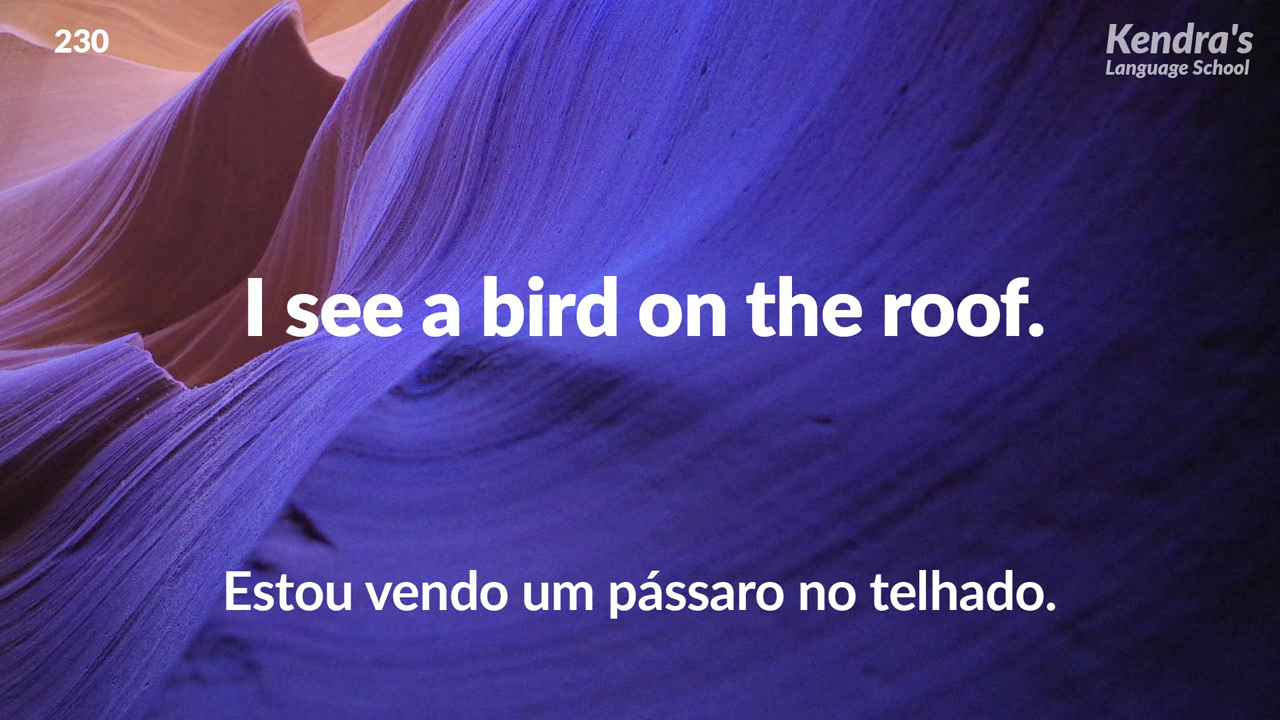 230
Kendra's
Language School
I see a bird on the roof.
Estou vendo um pássaro no telhado.